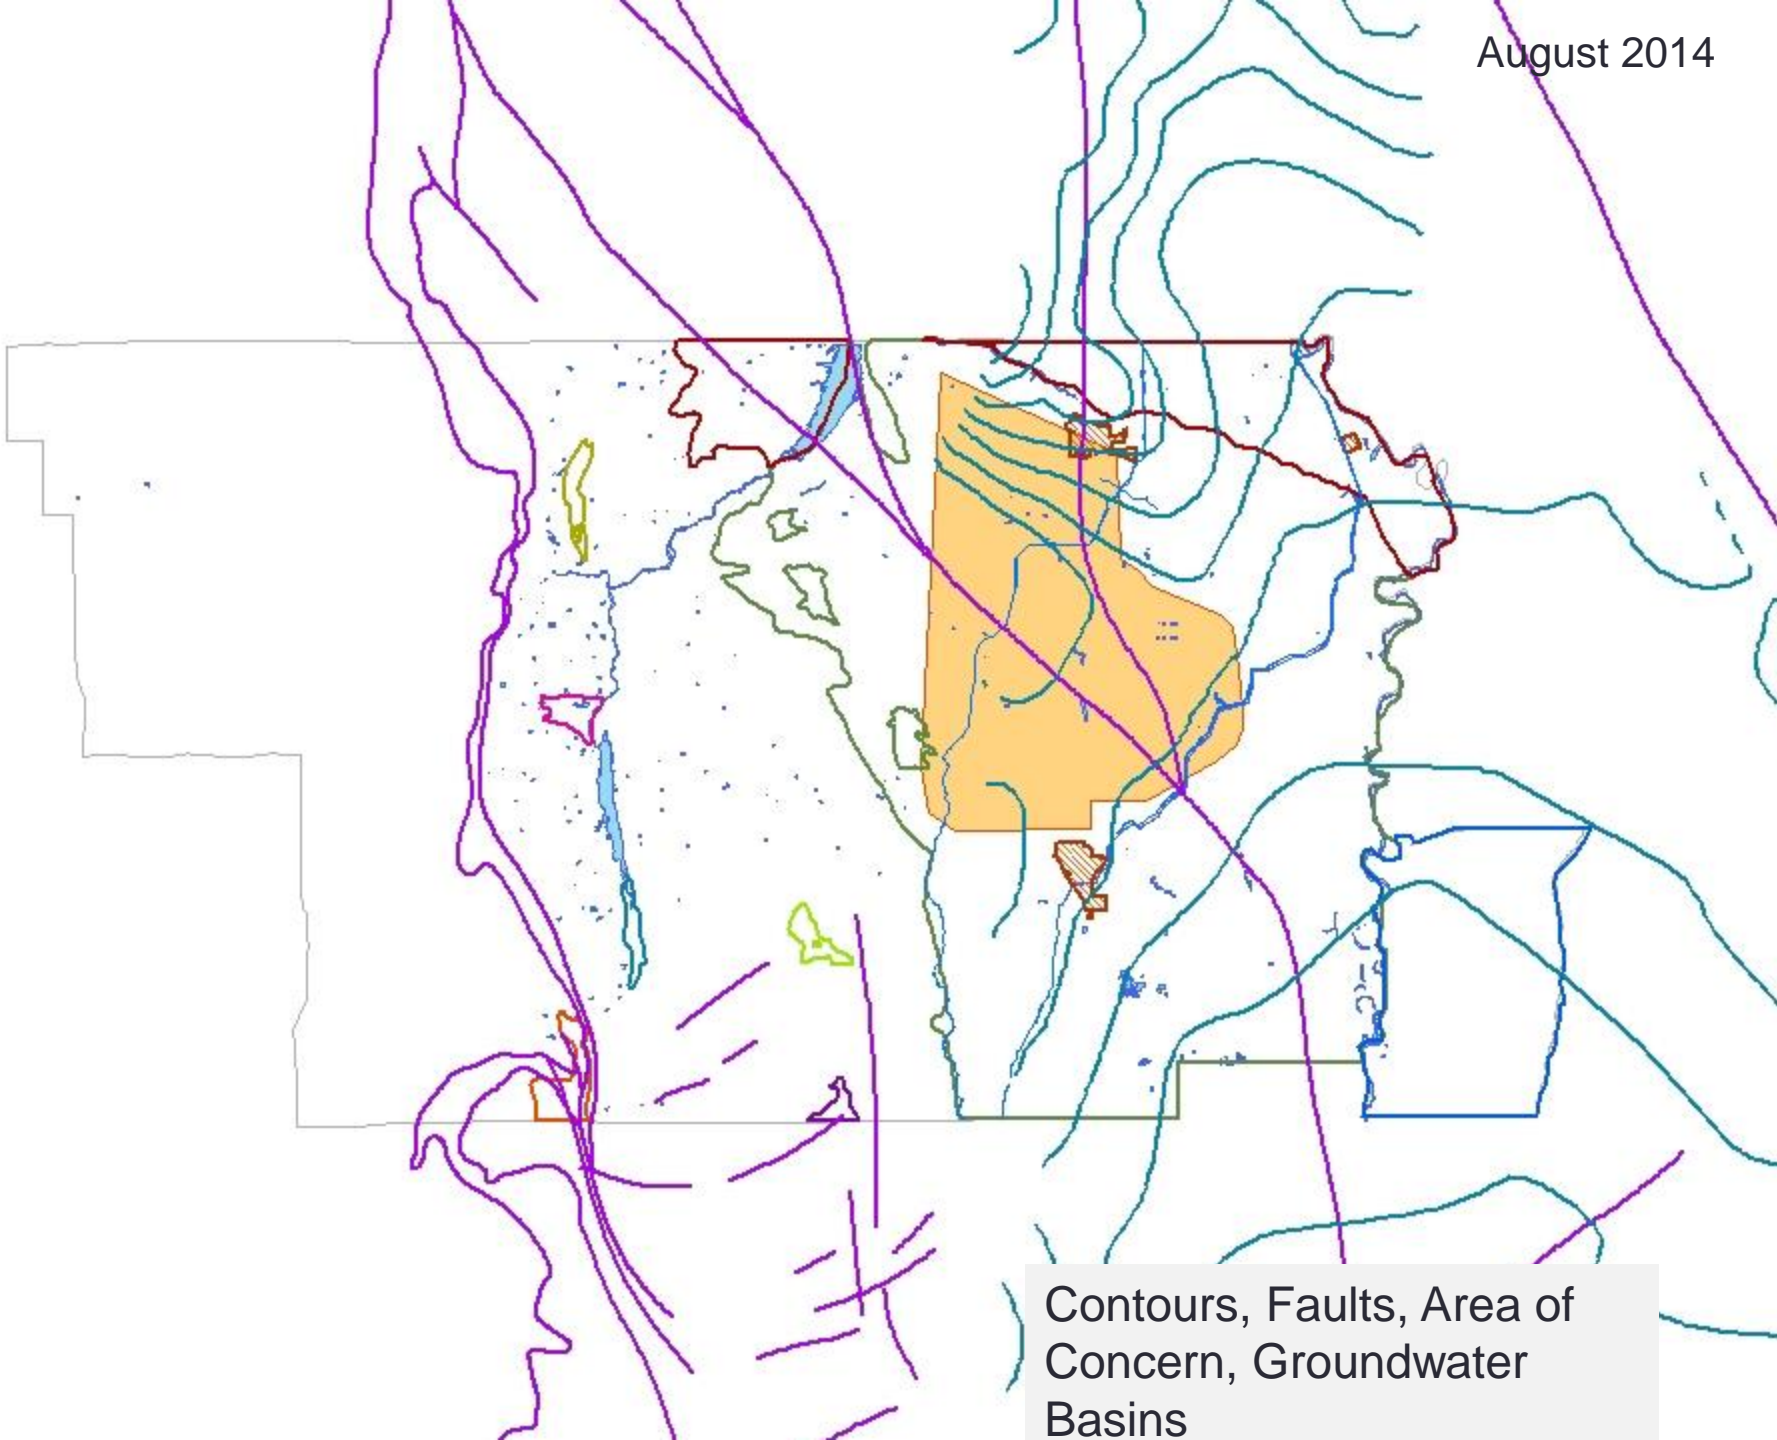 August 2014
Contours, Faults, Area of
Concern, Groundwater
Basins